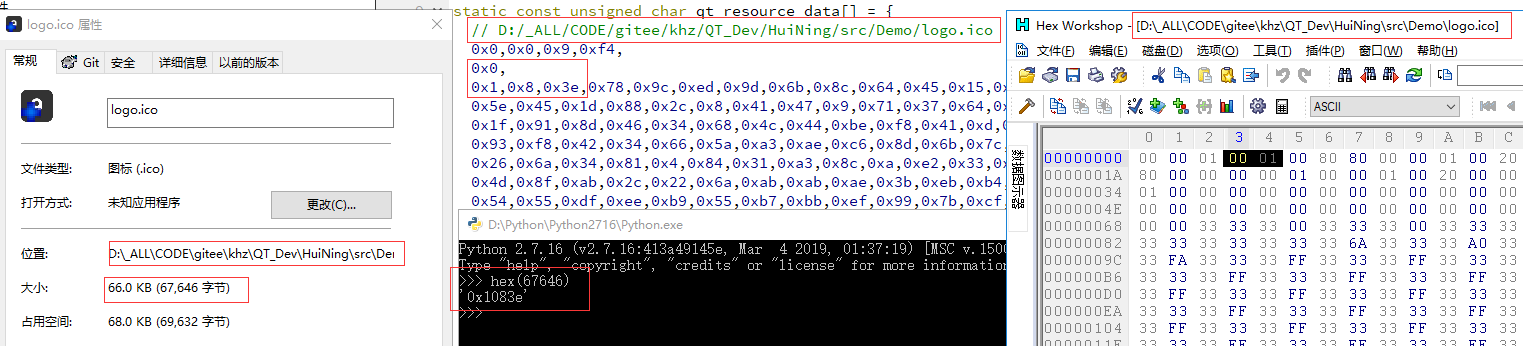 logo.ico 属性
常规
Git
安全
详细信息
以前的版本
logo.ico
文件类型:
图标 (.ico)
打开方式:
未知应用程序
更改(C)...
位置:
D:\_ALL\CODE\gitee\khz\QT_Dev\HuiNing\src\Den
大小:
66.0 KB (67,646 字节)
占用空间:
68.0 KB (69,632 字节)
static const unsigned char qt_resource_data[] = {
// D:/_ALL/CODE/gitee/khz/QT_Dev/HuiNing/src/Demo/logo.ico
0x0,0x0,0x9,0xf4,
0x0,
0x1,0x8,0x3e,0x78,0x9c,0xed,0x9d,0x6b,0x8c,0x64,0x45,0x15,
0x5e,0x45,0x1d,0x88,0x2c,0x8,0x41,0x47,0x9,0x71,0x37,0x64,
0x1f,0x91,0x8d,0x46,0x34,0x68,0x4c,0x44,0xbe,0xf8,0x41,0xd,
0x93,0xf8,0x42,0x34,0x66,0x5a,0xa3,0xae,0xc6,0x8d,0x6b,0x7c,
0x26,0x6a,0x34,0x81,0x4,0x84,0x31,0xa3,0x8c,0xa,0xe2,0x33,
0x4d,0x8f,0xab,0x2c,0x22,0x6a,0xab,0xab,0xae,0x3b,0xeb,0xb4,
0x54,0x55,0xdf,0xee,0xb9,0x55,0xb7,0xbb,0xef,0x99,0x7b,0xcf,
D:\Python\Python2716\Python.exe
Python 2.7.16 (v2.7.16:413a49145e, Mar  4 2019, 01:37:19) [MSC v.1500
Type "help", "copyright", "credits" or "license" for more information
>>> hex(67646)
'0x1083e'
>>>
Hex Workshop - [D:\_ALL\CODE\gitee\khz\QT_Dev\HuiNing\src\Demo\logo.ico]
文件(F) 编辑(E) 磁盘(D) 选项(O) 工具(T) 插件(P) 窗口(W) 帮助(H)
ASCII
数据图示器
0 1 2 3 4 5 6 7 8 9 A B C
00000000 00 00 01 00 01 00 80 80 00 00 01 00 20
0000001A 80 00 00 00 00 01 00 00 01 00 20 00 00
00000034 01 00 00 00 00 00 00 00 00 00 00 00 00
0000004E 00 00 00 00 00 00 00 00 00 00 00 00 00
00000068 00 00 33 33 33 00 33 33 33 00 33 33 33
00000082 33 33 33 33 33 33 33 6A 33 33 33 A0 33
0000009C 33 FA 33 33 33 FF 33 33 33 FF 33 33 33
000000B6 33 33 33 FF 33 33 33 FF 33 33 33 FF 33
000000D0 33 FF 33 33 33 FF 33 33 33 FF 33 33 33
000000EA 33 33 33 FF 33 33 33 FF 33 33 33 FF 33
00000104 33 FF 33 33 33 FF 33 33 33 FF 33 33 33